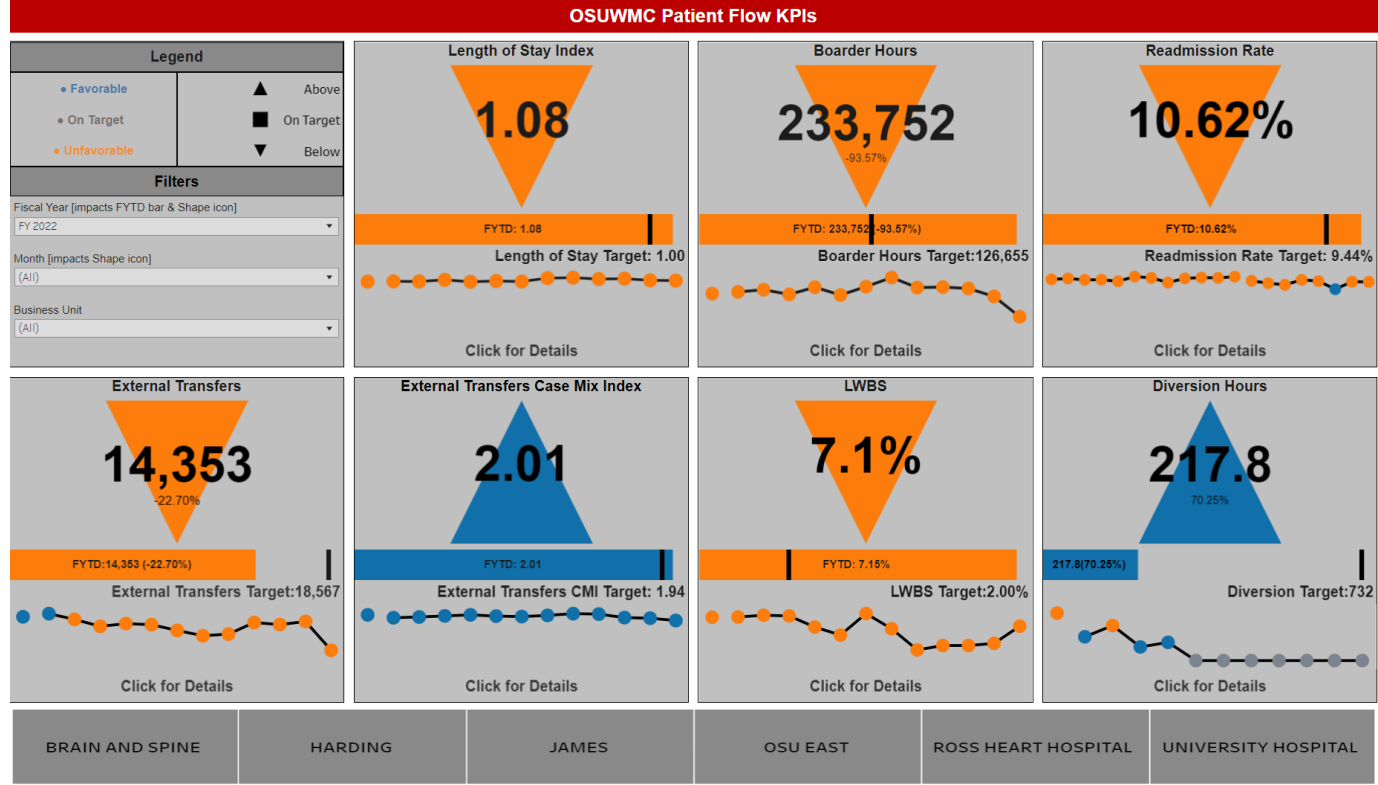 OSUWMC Patient Flow KPIs
Legend
● Favorable
● On Target
● Unfavorable
Above
On Target
Below
Filters
Fiscal Year [impacts FYTD bar & Shape icon]
FY 2022
Month [impacts Shape icon]
(All)
Business Unit
(All)
Length of Stay Index
1.08
FYTD: 1.08
Length of Stay Target: 1.00
Click for Details
Boarder Hours
233,752
-93.57%
FYTD: 233,752 (-93.57%)
Boarder Hours Target:126,655
Click for Details
Readmission Rate
10.62%
FYTD:10.62%
Readmission Rate Target: 9.44%
Click for Details
External Transfers
14,353
-22.70%
FYTD:14,353 (-22.70%)
External Transfers Target:18,567
Click for Details
External Transfers Case Mix Index
2.01
FYTD: 2.01
External Transfers CMI Target: 1.94
Click for Details
LWBS
7.1%
FYTD: 7.15%
LWBS Target:2.00%
Click for Details
Diversion Hours
217.8
70.25%
217.8(70.25%)
Diversion Target:732
Click for Details
BRAIN AND SPINE
HARDING
JAMES
OSU EAST
ROSS HEART HOSPITAL
UNIVERSITY HOSPITAL